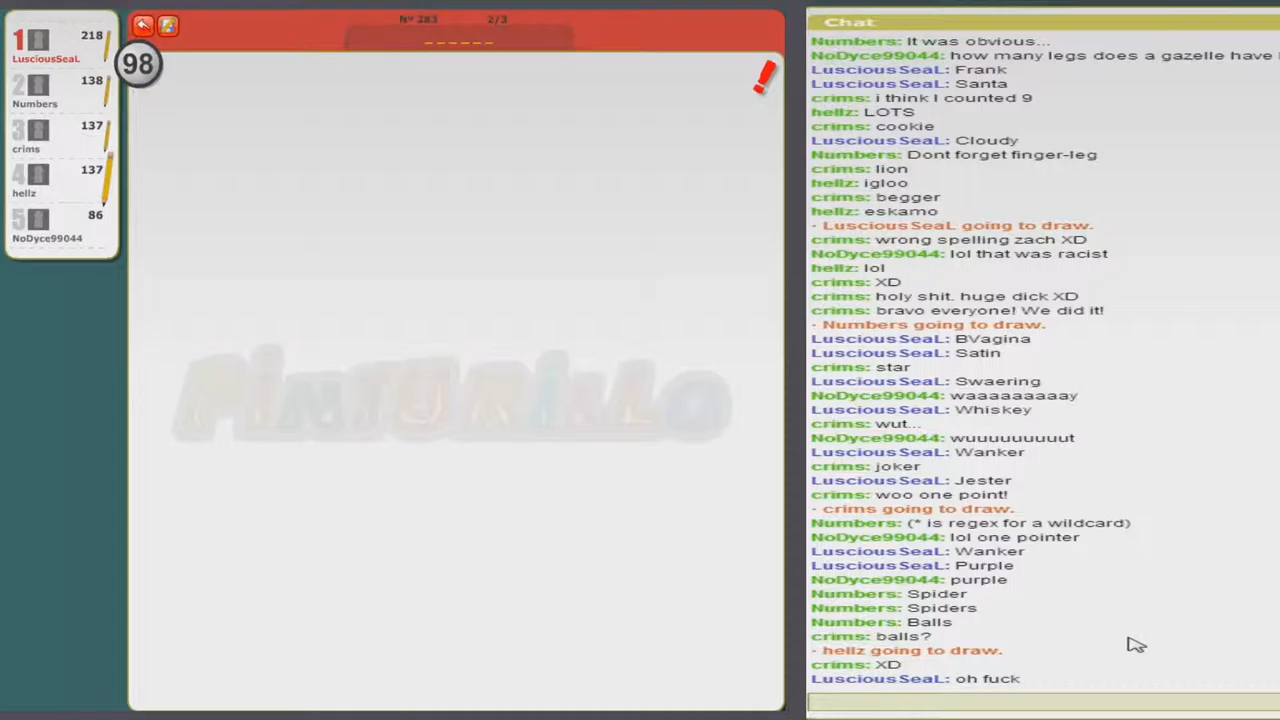 1 218
LusciousSeaL
2 138
Numbers
3 137
crims
4 137
hellz
5 86
NoDyce99044
98
Nº 283 2/3
_ _ _ _ _ _
!
PictURiLLo
Chat
Numbers: It was obvious...
NoDyce99044: how many legs does a gazelle have
LusciousSeaL: Frank
LusciousSeaL: Santa
crims: i think I counted 9
hellz: LOTS
crims: cookie
LusciousSeaL: Cloudy
Numbers: Dont forget finger-leg
crims: lion
hellz: igloo
crims: begger
hellz: eskamo
- LusciousSeaL going to draw.
crims: wrong spelling zach XD
NoDyce99044: lol that was racist
hellz: lol
crims: XD
crims: holy shit. huge dick XD
crims: bravo everyone! We did it!
- Numbers going to draw.
LusciousSeaL: BVagina
LusciousSeaL: Satin
crims: star
LusciousSeaL: Swaering
NoDyce99044: waaaaaaaaay
LusciousSeaL: Whiskey
crims: wut...
NoDyce99044: wuuuuuuuuut
LusciousSeaL: Wanker
crims: joker
LusciousSeaL: Jester
crims: woo one point!
- crims going to draw.
Numbers: (* is regex for a wildcard)
NoDyce99044: lol one pointer
LusciousSeaL: Wanker
LusciousSeaL: Purple
NoDyce99044: purple
Numbers: Spider
Numbers: Spiders
Numbers: Balls
crims: balls?
- hellz going to draw.
crims: XD
LusciousSeaL: oh fuck